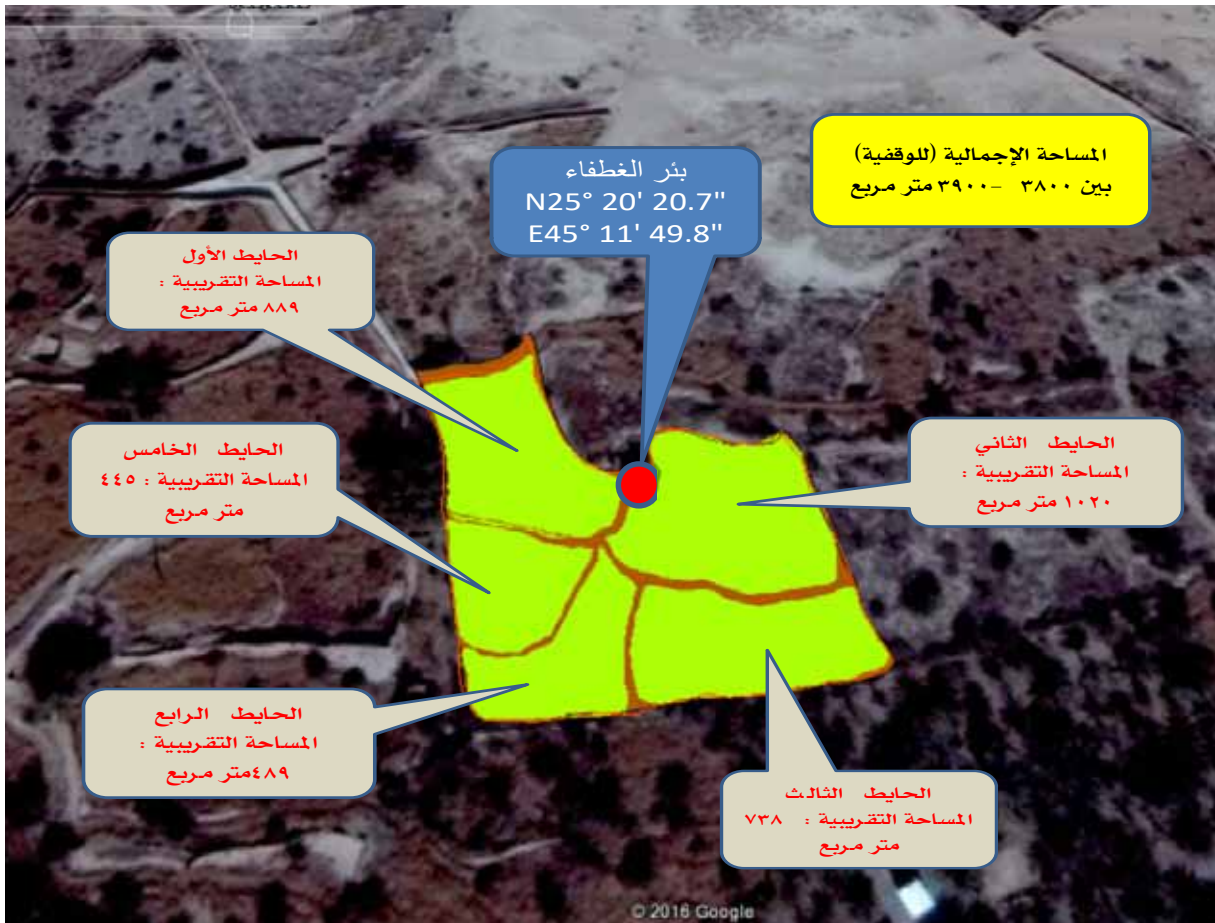 المساحة الإجمالية (للوقفية)
بين ٣٨٠٠ - ٣٩٠٠ متر مربع
بئر الغطفاء
N25° 20' 20.7"
E45° 11' 49.8"
الحايط الأول
المساحة التقريبية :
٨٨٩ متر مربع
الحايط الخامس
المساحة التقريبية : ٤٤٥
متر مربع
الحايط الثاني
المساحة التقريبية :
١٠٢٠ متر مربع
الحايط الرابع
المساحة التقريبية :
٤٨٩متر مربع
الحايط الثالث
المساحة التقريبية : ٧٣٨
متر مربع
© 2016 Google